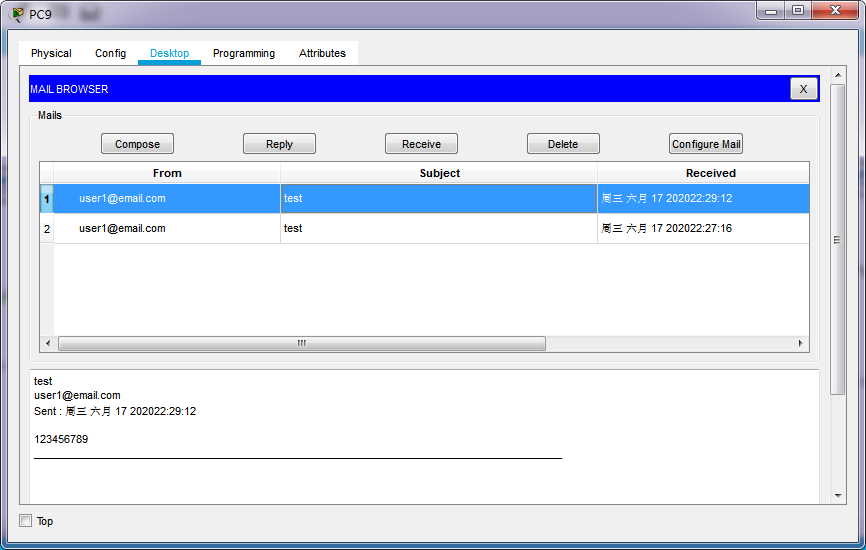 PC9
Physical Config Desktop Programming Attributes
MAIL BROWSER X
Mails
Compose Reply Receive Delete Configure Mail
From Subject Received
1 user1@email.com test 周三 六月 17 202022:29:12
2 user1@email.com test 周三 六月 17 202022:27:16
test
user1@email.com
Sent : 周三 六月 17 202022:29:12
123456789
Top